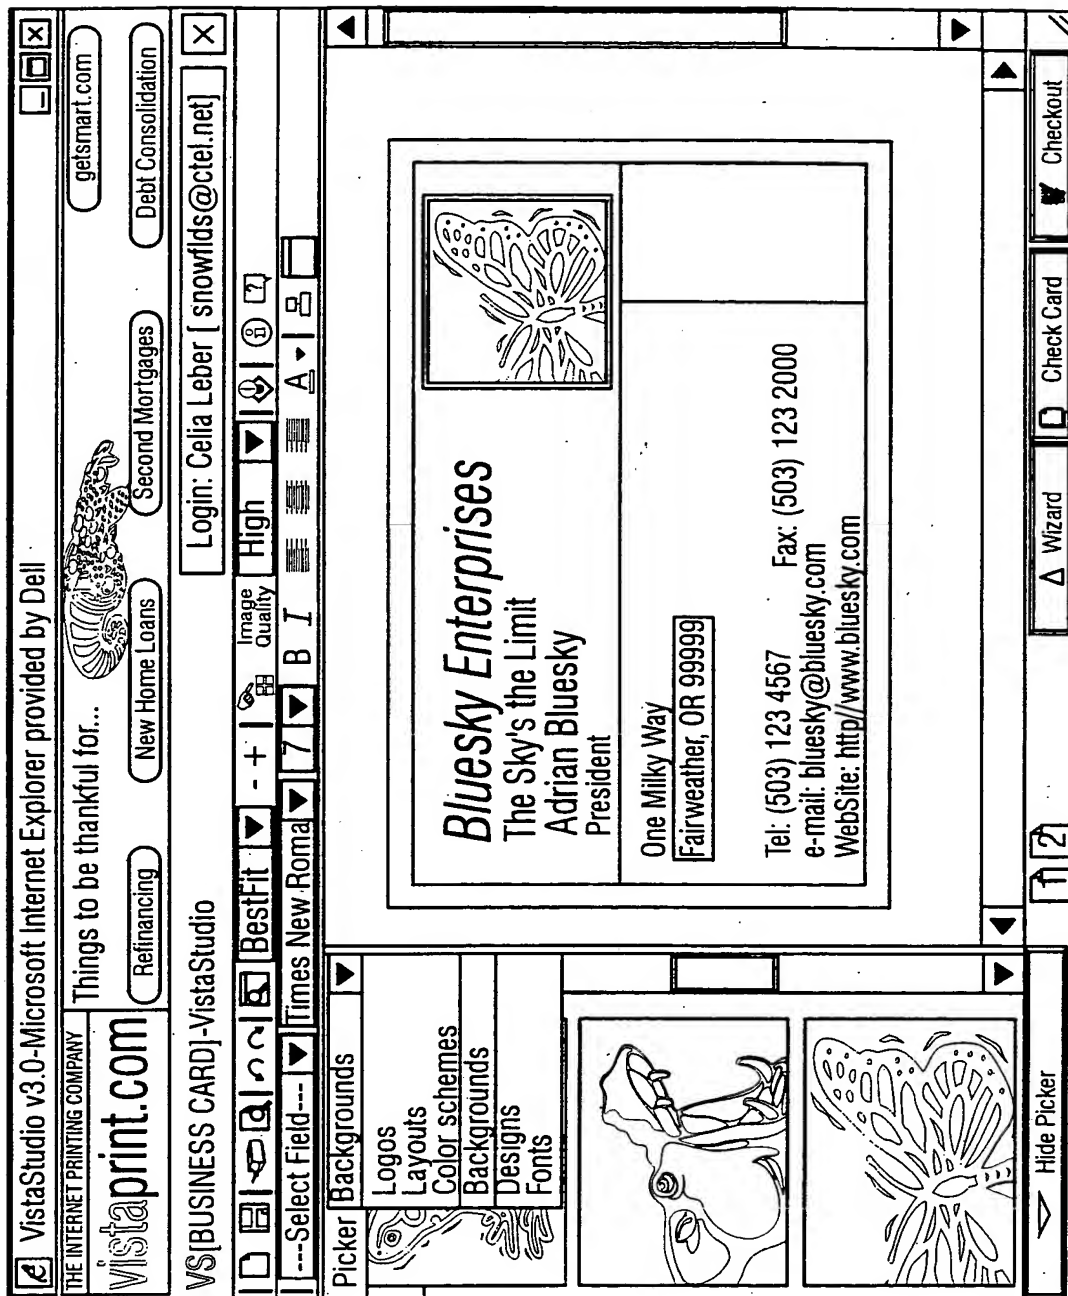 VistaStudio v3.0-Microsoft Internet Explorer provided by Dell
THE INTERNET PRINTING COMPANY
vistaprint.com
Things to be thankful for...
getsmart.com
Refinancing
New Home Loans
Second Mortgages
Debt Consolidation
VS[BUSINESS CARD]-VistaStudio
Login: Celia Leber [ snowflds@ctel.net]
BestFit
- +
Image
Quality
High
---Select Field---
Times New Roma
7
B I
A
Picker
Backgrounds
Logos
Layouts
Color schemes
Backgrounds
Designs
Fonts
Bluesky Enterprises
The Sky's the Limit
Adrian Bluesky
President
One Milky Way
Fairweather, OR 99999
Tel: (503) 123 4567 Fax: (503) 123 2000
e-mail: bluesky@bluesky.com
WebSite: http//www.bluesky.com
Hide Picker
1 2
Wizard
Check Card
Checkout